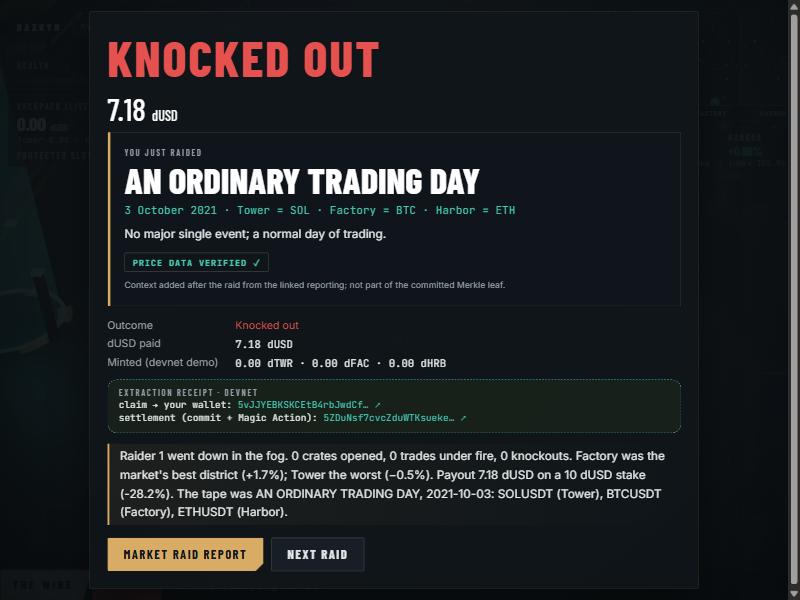 KNOCKED OUT
7.18 dUSD
YOU JUST RAIDED
AN ORDINARY TRADING DAY
3 October 2021 · Tower = SOL · Factory = BTC · Harbor = ETH
No major single event; a normal day of trading.
PRICE DATA VERIFIED ✓
Context added after the raid from the linked reporting; not part of the committed Merkle leaf.
Outcome Knocked out
dUSD paid 7.18 dUSD
Minted (devnet demo) 0.00 dTWR · 0.00 dFAC · 0.00 dHRB
EXTRACTION RECEIPT · DEVNET
claim → your wallet: 5vJJYEBKSKCEtB4rbJwdCf… ↗
settlement (commit + Magic Action): 5ZDuNsf7cvcZduWTKsueke… ↗
Raider 1 went down in the fog. 0 crates opened, 0 trades under fire, 0 knockouts. Factory was the
market's best district (+1.7%); Tower the worst (−0.5%). Payout 7.18 dUSD on a 10 dUSD stake
(-28.2%). The tape was AN ORDINARY TRADING DAY, 2021-10-03: SOLUSDT (Tower), BTCUSDT
(Factory), ETHUSDT (Harbor).
MARKET RAID REPORT NEXT RAID
HEALTH
0.00
THE WIRE